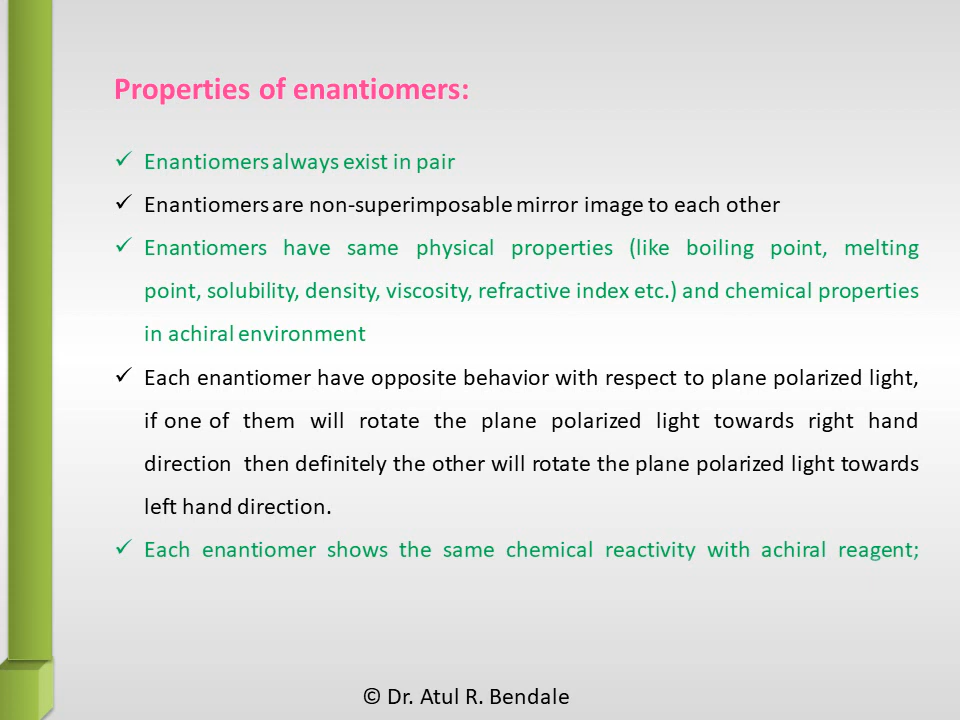 Properties of enantiomers:
✓ Enantiomers always exist in pair
✓ Enantiomers are non-superimposable mirror image to each other
✓ Enantiomers have same physical properties (like boiling point, melting
point, solubility, density, viscosity, refractive index etc.) and chemical properties
in achiral environment
✓ Each enantiomer have opposite behavior with respect to plane polarized light,
if one of them will rotate the plane polarized light towards right hand
direction then definitely the other will rotate the plane polarized light towards
left hand direction.
✓ Each enantiomer shows the same chemical reactivity with achiral reagent;
© Dr. Atul R. Bendale